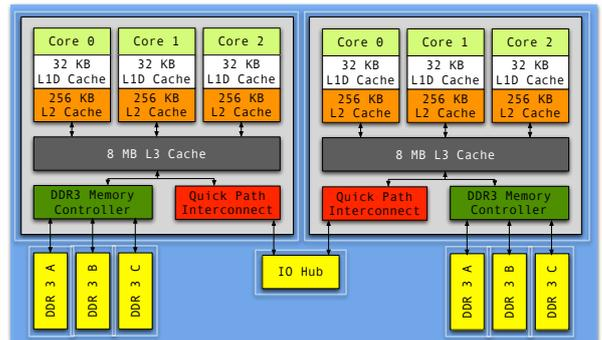 Core 0
32 KB
L1D Cache
256 KB
L2 Cache
Core 1
32 KB
L1D Cache
256 KB
L2 Cache
Core 2
32 KB
L1D Cache
256 KB
L2 Cache
8 MB L3 Cache
DDR3 Memory
Controller
Quick Path
Interconnect
DDR 3 A
DDR 3 B
DDR 3 C
Core 0
32 KB
L1D Cache
256 KB
L2 Cache
Core 1
32 KB
L1D Cache
256 KB
L2 Cache
Core 2
32 KB
L1D Cache
256 KB
L2 Cache
8 MB L3 Cache
Quick Path
Interconnect
DDR3 Memory
Controller
IO Hub
DDR 3 A
DDR 3 B
DDR 3 C